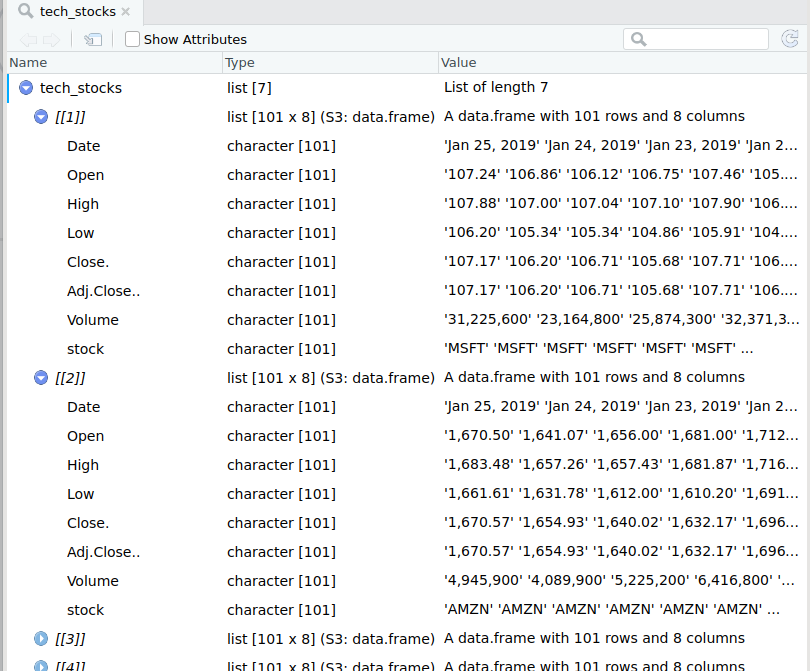 tech_stocks ×
Show Attributes
Name Type Value
tech_stocks list [7] List of length 7
[[1]] list [101 x 8] (S3: data.frame) A data.frame with 101 rows and 8 columns
Date character [101] 'Jan 25, 2019' 'Jan 24, 2019' 'Jan 23, 2019' 'Jan 2...
Open character [101] '107.24' '106.86' '106.12' '106.75' '107.46' '105....
High character [101] '107.88' '107.00' '107.04' '107.10' '107.90' '106....
Low character [101] '106.20' '105.34' '105.34' '104.86' '105.91' '104....
Close. character [101] '107.17' '106.20' '106.71' '105.68' '107.71' '106....
Adj.Close.. character [101] '107.17' '106.20' '106.71' '105.68' '107.71' '106....
Volume character [101] '31,225,600' '23,164,800' '25,874,300' '32,371,3...
stock character [101] 'MSFT' 'MSFT' 'MSFT' 'MSFT' 'MSFT' 'MSFT' ...
[[2]] list [101 x 8] (S3: data.frame) A data.frame with 101 rows and 8 columns
Date character [101] 'Jan 25, 2019' 'Jan 24, 2019' 'Jan 23, 2019' 'Jan 2...
Open character [101] '1,670.50' '1,641.07' '1,656.00' '1,681.00' '1,712...
High character [101] '1,683.48' '1,657.26' '1,657.43' '1,681.87' '1,716...
Low character [101] '1,661.61' '1,631.78' '1,612.00' '1,610.20' '1,691...
Close. character [101] '1,670.57' '1,654.93' '1,640.02' '1,632.17' '1,696...
Adj.Close.. character [101] '1,670.57' '1,654.93' '1,640.02' '1,632.17' '1,696...
Volume character [101] '4,945,900' '4,089,900' '5,225,200' '6,416,800' '...
stock character [101] 'AMZN' 'AMZN' 'AMZN' 'AMZN' 'AMZN' 'AMZN' ...
[[3]] list [101 x 8] (S3: data.frame) A data.frame with 101 rows and 8 columns
[[4]] list [101 x 8] (S3: data.frame) A data.frame with 101 rows and 8 columns